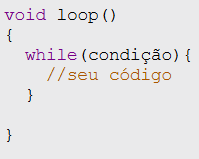 void loop()
{
  while(condição){
    //seu código
  }
}